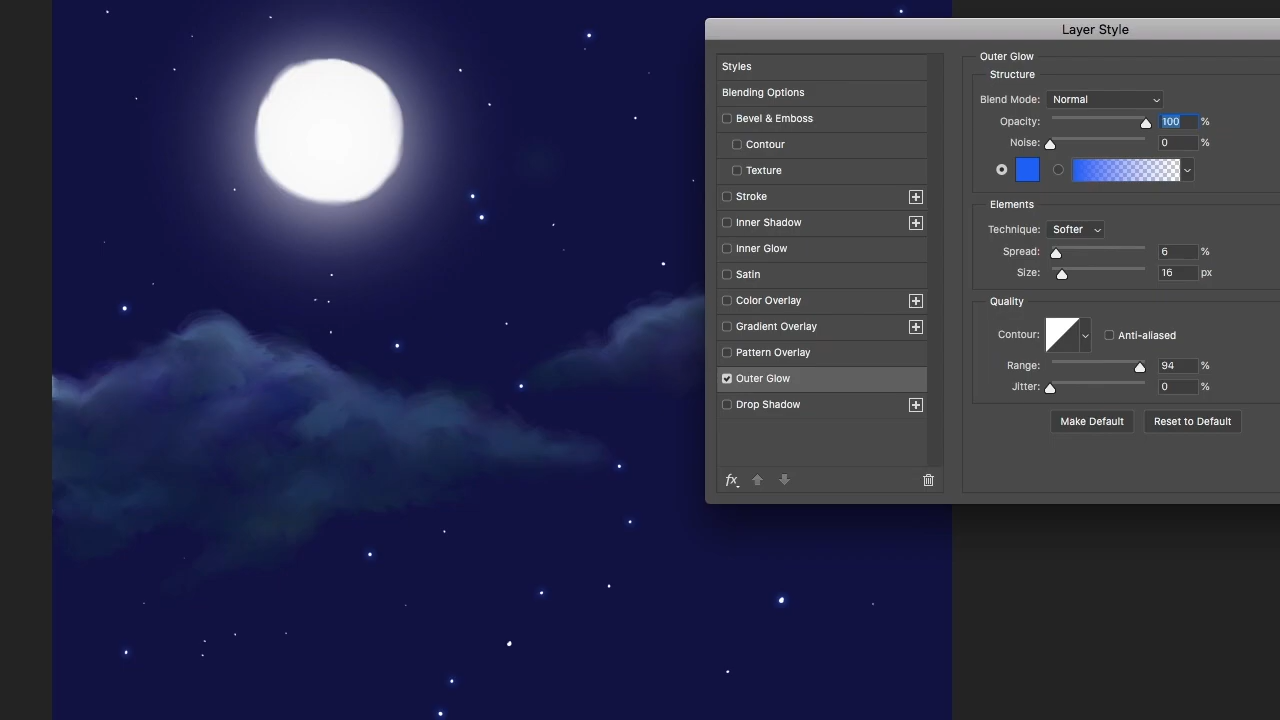 Layer Style
Styles
Blending Options
Bevel & Emboss
Contour
Texture
Stroke
Inner Shadow
Inner Glow
Satin
Color Overlay
Gradient Overlay
Pattern Overlay
Outer Glow
Drop Shadow
fx
Outer Glow
Structure
Blend Mode: Normal
Opacity: 100 %
Noise: 0 %
Elements
Technique: Softer
Spread: 6 %
Size: 16 px
Quality
Contour: Anti-aliased
Range: 94 %
Jitter: 0 %
Make Default Reset to Default